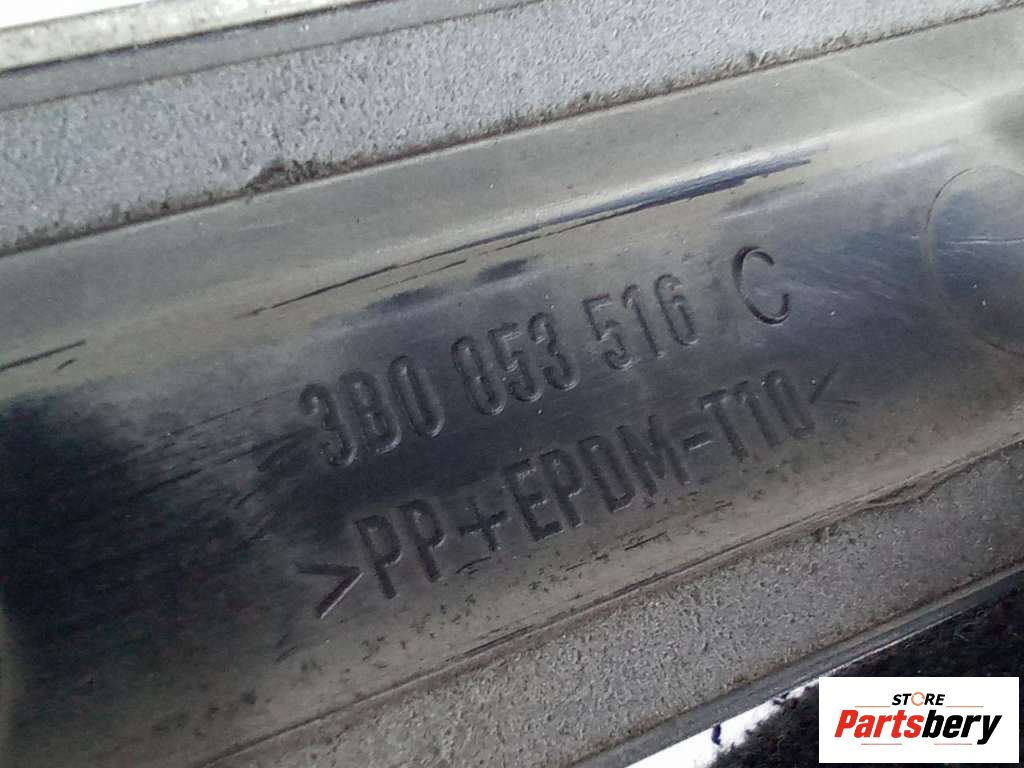 3B0 853 516 C
>PP+EPDM-T10<
STORE
Partsbery